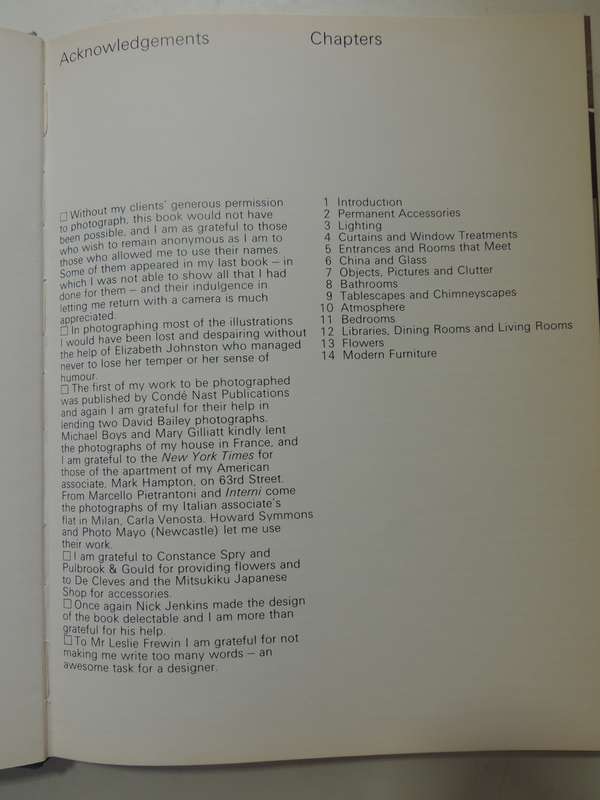 Acknowledgements
□ Without my clients' generous permission
to photograph, this book would not have
been possible, and I am as grateful to those
who wish to remain anonymous as I am to
those who allowed me to use their names.
Some of them appeared in my last book – in
which I was not able to show all that I had
done for them – and their indulgence in
letting me return with a camera is much
appreciated.
□ In photographing most of the illustrations
I would have been lost and despairing without
the help of Elizabeth Johnston who managed
never to lose her temper or her sense of
humour.
□ The first of my work to be photographed
was published by Condé Nast Publications
and again I am grateful for their help in
lending two David Bailey photographs.
Michael Boys and Mary Gilliatt kindly lent
the photographs of my house in France, and
I am grateful to the New York Times for
those of the apartment of my American
associate, Mark Hampton, on 63rd Street.
From Marcello Pietrantoni and Interni come
the photographs of my Italian associate's
flat in Milan, Carla Venosta. Howard Symmons
and Photo Mayo (Newcastle) let me use
their work.
□ I am grateful to Constance Spry and
Pulbrook & Gould for providing flowers and
to De Cleves and the Mitsukiku Japanese
Shop for accessories.
□ Once again Nick Jenkins made the design
of the book delectable and I am more than
grateful for his help.
□ To Mr Leslie Frewin I am grateful for not
making me write too many words – an
awesome task for a designer.
Chapters
1 Introduction
2 Permanent Accessories
3 Lighting
4 Curtains and Window Treatments
5 Entrances and Rooms that Meet
6 China and Glass
7 Objects, Pictures and Clutter
8 Bathrooms
9 Tablescapes and Chimneyscapes
10 Atmosphere
11 Bedrooms
12 Libraries, Dining Rooms and Living Rooms
13 Flowers
14 Modern Furniture